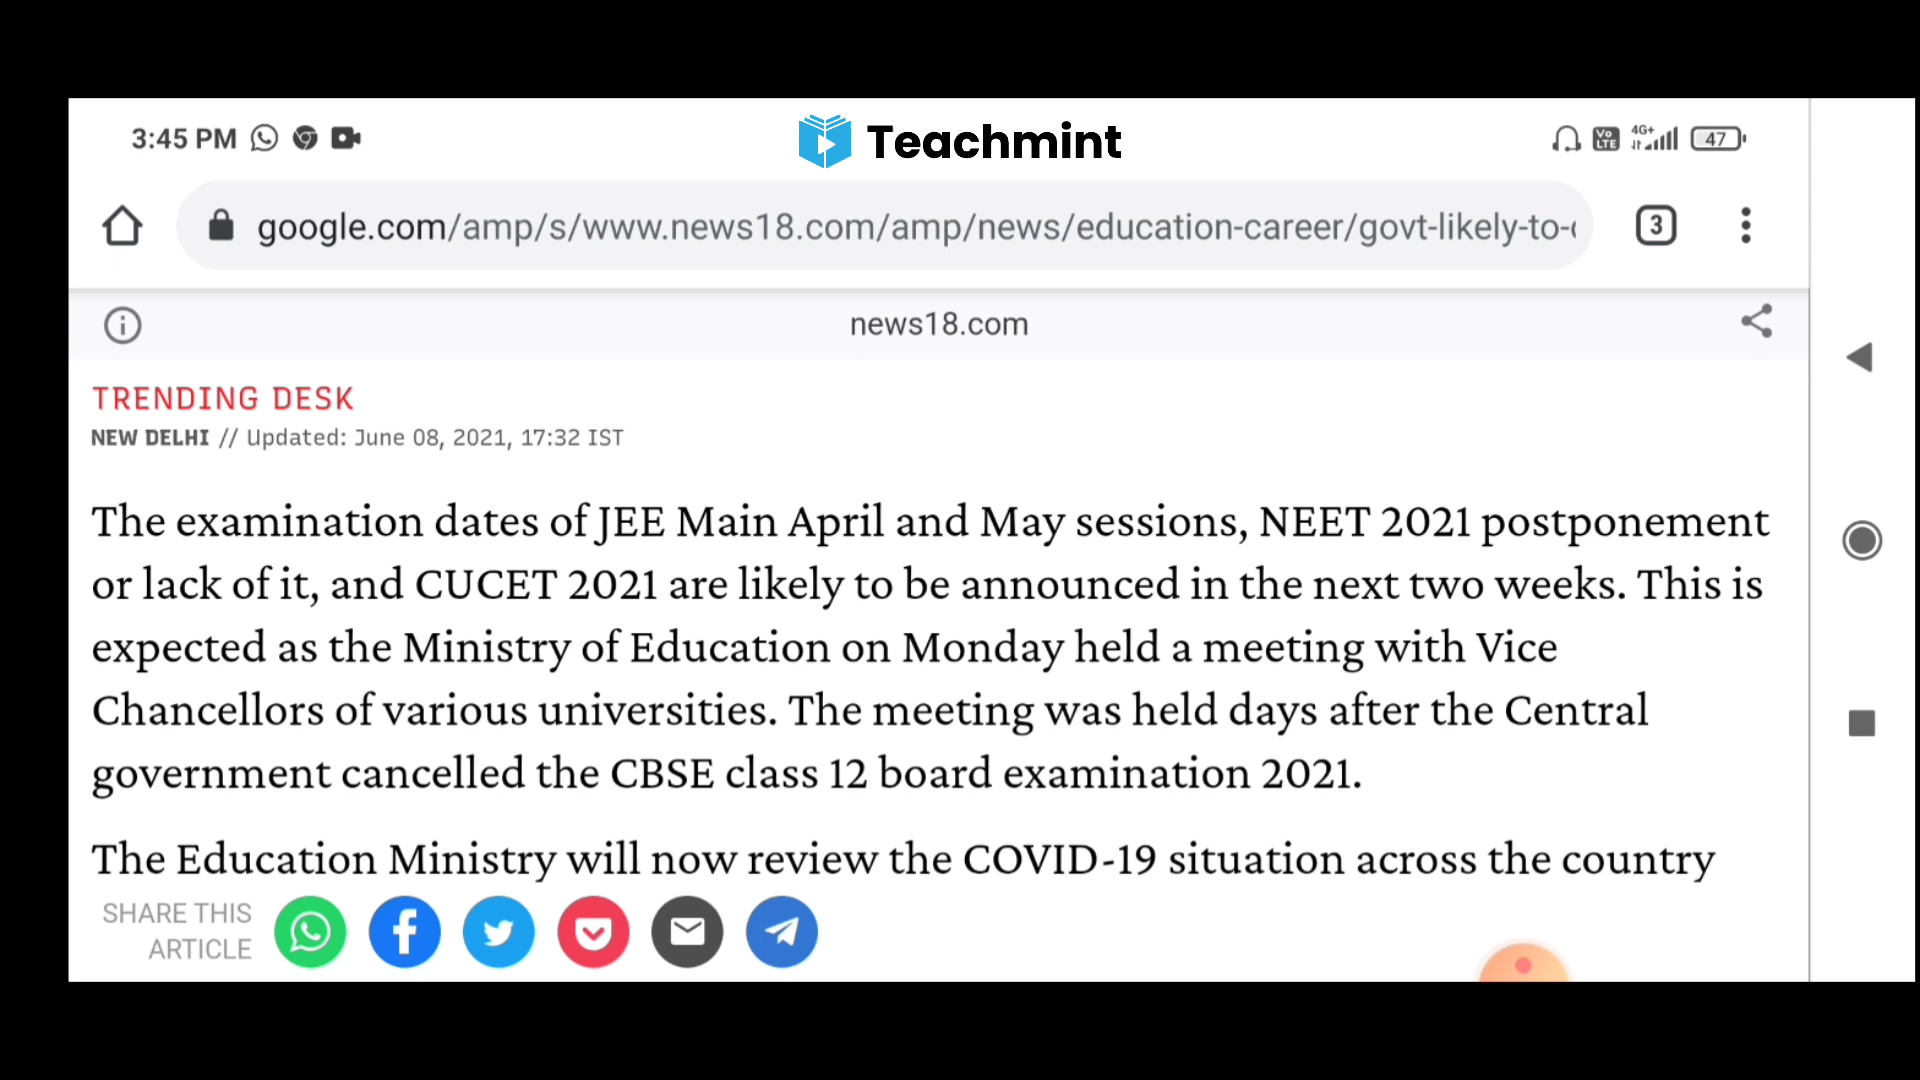 3:45 PM
Teachmint
Vo LTE
4G+
47
google.com/amp/s/www.news18.com/amp/news/education-career/govt-likely-to-
3
news18.com
TRENDING DESK
NEW DELHI // Updated: June 08, 2021, 17:32 IST
The examination dates of JEE Main April and May sessions, NEET 2021 postponement
or lack of it, and CUCET 2021 are likely to be announced in the next two weeks. This is
expected as the Ministry of Education on Monday held a meeting with Vice
Chancellors of various universities. The meeting was held days after the Central
government cancelled the CBSE class 12 board examination 2021.
The Education Ministry will now review the COVID-19 situation across the country
SHARE THIS
ARTICLE